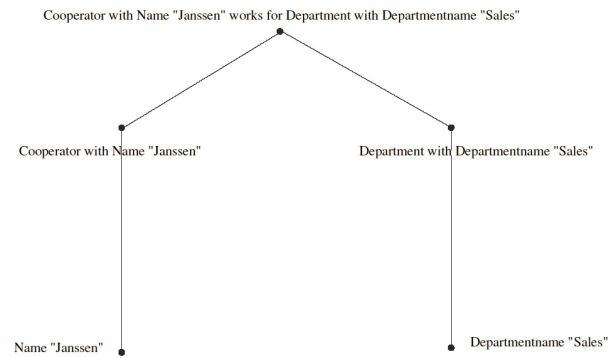 Cooperator with Name "Janssen" works for Department with Departmentname "Sales"
Cooperator with Name "Janssen"
Department with Departmentname "Sales"
Name "Janssen"
Departmentname "Sales"